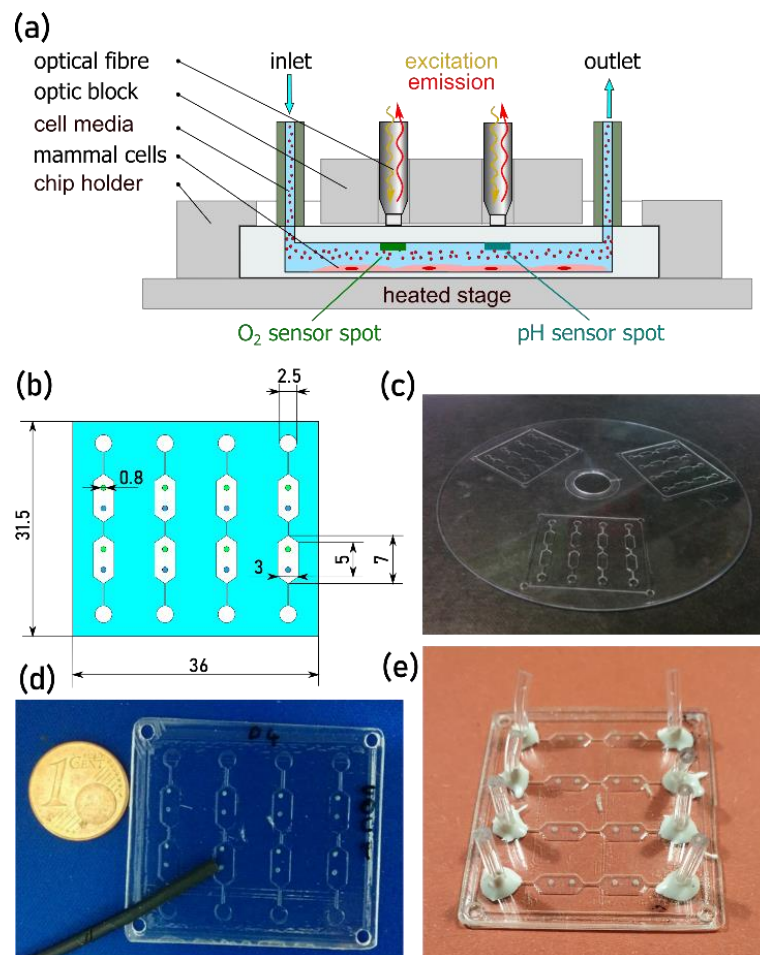 (a)
optical fibre
optic block
cell media
mammal cells
chip holder
inlet
excitation
emission
outlet
heated stage
O₂ sensor spot
pH sensor spot
(b)
2.5
0.8
31.5
3
5
7
36
(c)
(d)
1
CENT
04
(e)